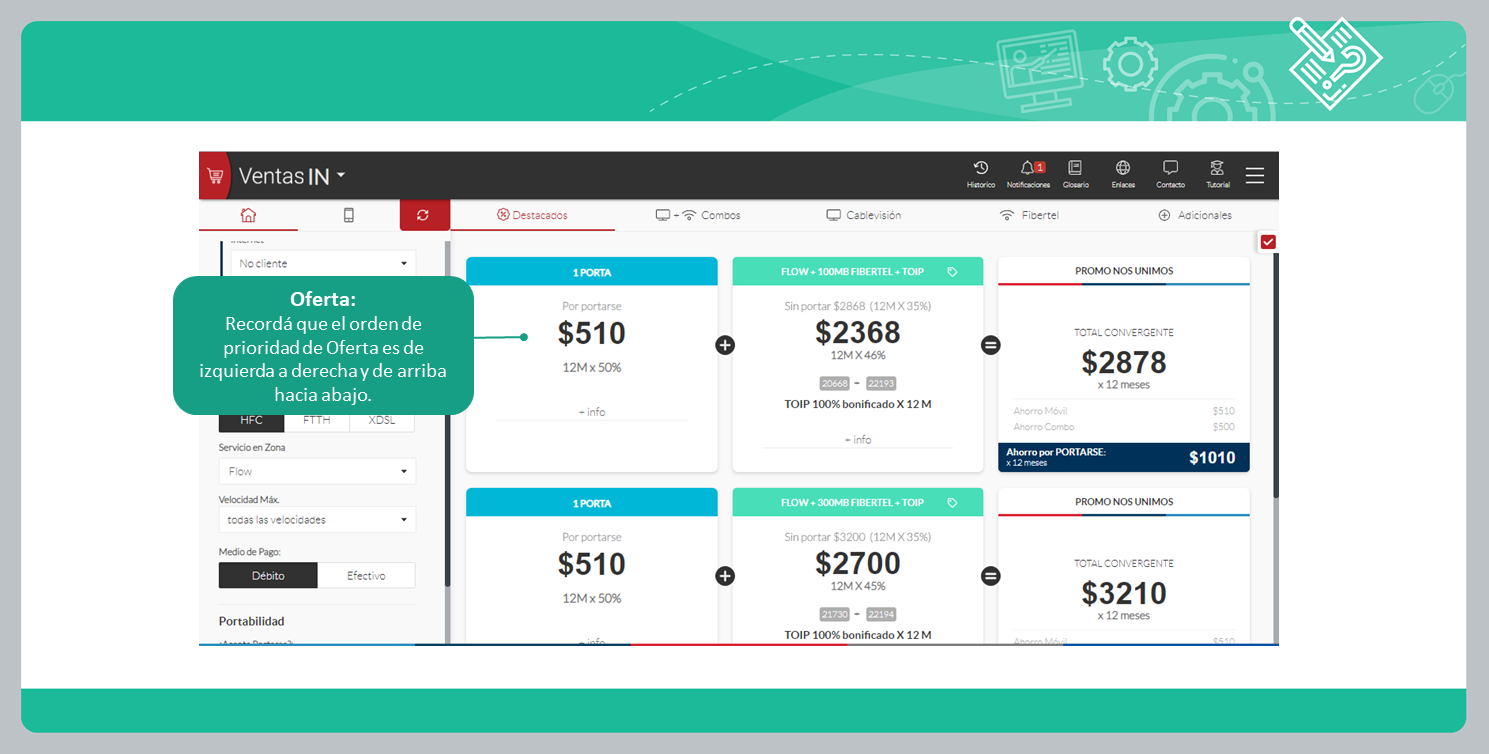 Ventas IN
Historico
Notificaciones
1
Glosario
Enlaces
Contacto
Tutorial
Destacados
+ Combos
Cablevisión
Fibertel
Adicionales
Internet
No cliente
Oferta:
Recordá que el orden de
prioridad de Oferta es de
izquierda a derecha y de arriba
hacia abajo.
HFC FTTH XDSL
Servicio en Zona
Flow
Velocidad Máx.
todas las velocidades
Medio de Pago:
Débito Efectivo
Portabilidad
1 PORTA
Por portarse
$510
12M x 50%
+ info
+
FLOW + 100MB FIBERTEL + TOIP
Sin portar $2868 (12M X 35%)
$2368
12M X 46%
20668 - 22193
TOIP 100% bonificado X 12 M
+ info
=
PROMO NOS UNIMOS
TOTAL CONVERGENTE
$2878
x 12 meses
Ahorro Móvil $510
Ahorro Combo $500
Ahorro por PORTARSE: $1010
x 12 meses
1 PORTA
Por portarse
$510
12M x 50%
+ info
+
FLOW + 300MB FIBERTEL + TOIP
Sin portar $3200 (12M X 35%)
$2700
12M X 45%
21730 - 22194
TOIP 100% bonificado X 12 M
=
PROMO NOS UNIMOS
TOTAL CONVERGENTE
$3210
x 12 meses
Ahorro Móvil $510